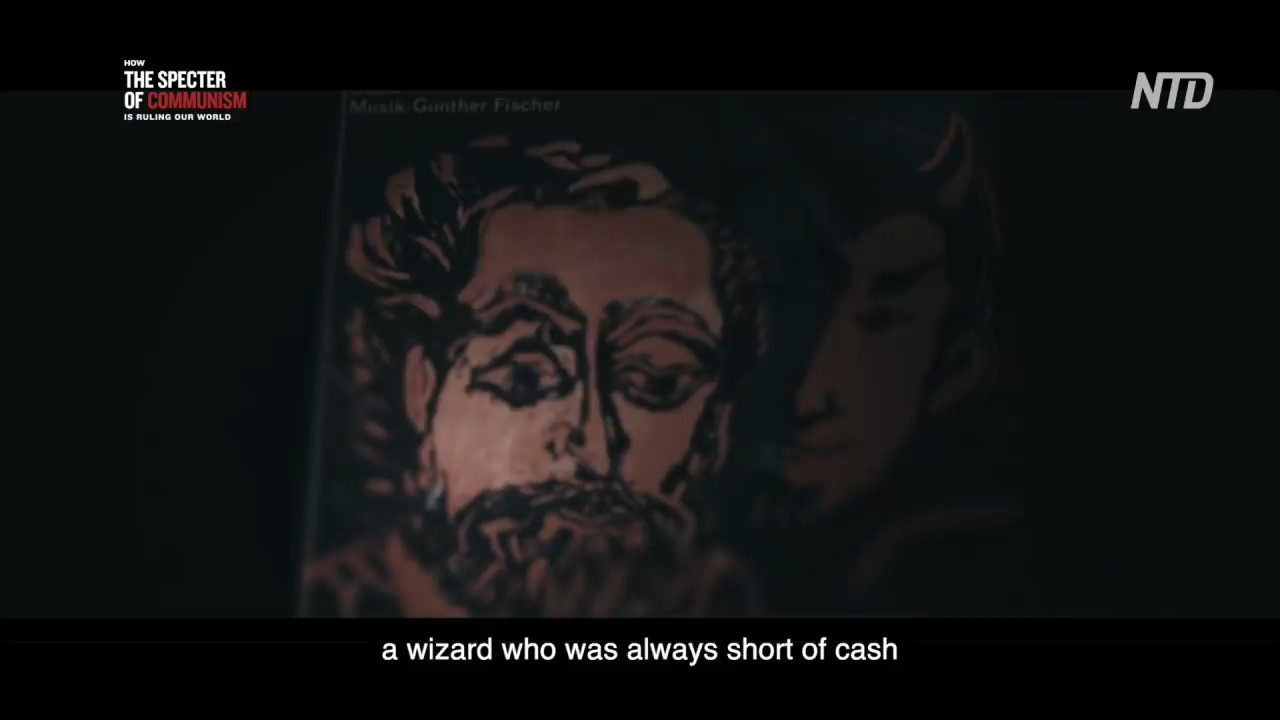 HOW
THE SPECTER
OF COMMUNISM
IS RULING OUR WORLD
NTD
Musik Günther Fischer
a wizard who was always short of cash